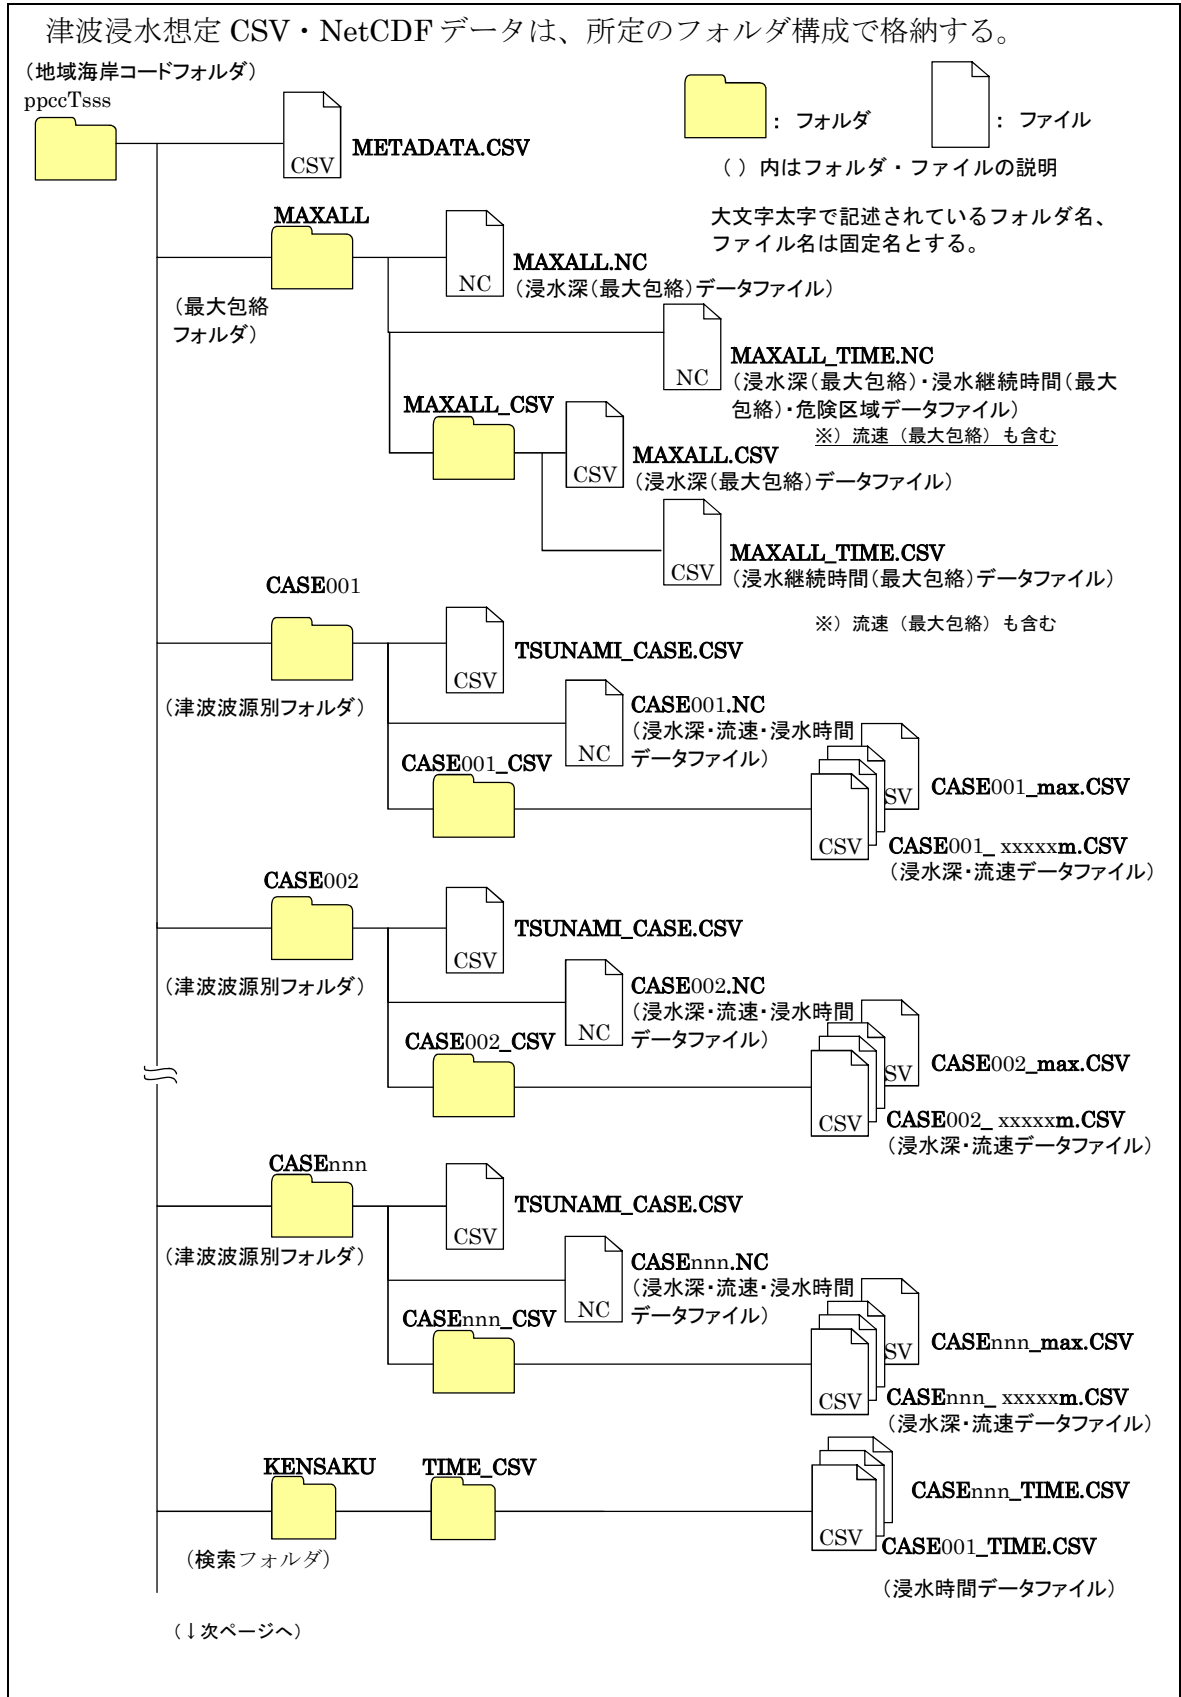 津波浸水想定 CSV・NetCDF データは、所定のフォルダ構成で格納する。
（地域海岸コードフォルダ）
ppccTsss
CSV
METADATA.CSV
： フォルダ
： ファイル
（ ）内はフォルダ・ファイルの説明
大文字太字で記述されているフォルダ名、
ファイル名は固定名とする。
MAXALL
（最大包絡
フォルダ）
NC
MAXALL.NC
（浸水深（最大包絡）データファイル）
NC
MAXALL_TIME.NC
（浸水深（最大包絡）・浸水継続時間（最大
包絡）・危険区域データファイル）
※）流速（最大包絡）も含む
MAXALL_CSV
CSV
MAXALL.CSV
（浸水深（最大包絡）データファイル）
CSV
MAXALL_TIME.CSV
（浸水継続時間（最大包絡）データファイル）
※）流速（最大包絡）も含む
CASE001
（津波波源別フォルダ）
CSV
TSUNAMI_CASE.CSV
NC
CASE001.NC
（浸水深・流速・浸水時間
データファイル）
CASE001_CSV
SV
CASE001_max.CSV
CSV
CASE001_ xxxxxm.CSV
（浸水深・流速データファイル）
CASE002
（津波波源別フォルダ）
CSV
TSUNAMI_CASE.CSV
NC
CASE002.NC
（浸水深・流速・浸水時間
データファイル）
CASE002_CSV
SV
CASE002_max.CSV
CSV
CASE002_ xxxxxm.CSV
（浸水深・流速データファイル）
CASEnnn
（津波波源別フォルダ）
CSV
TSUNAMI_CASE.CSV
NC
CASEnnn.NC
（浸水深・流速・浸水時間
データファイル）
CASEnnn_CSV
SV
CASEnnn_max.CSV
CSV
CASEnnn_ xxxxxm.CSV
（浸水深・流速データファイル）
KENSAKU
（検索フォルダ）
TIME_CSV
CSV
CASEnnn_TIME.CSV
CASE001_TIME.CSV
（浸水時間データファイル）
（↓次ページへ）